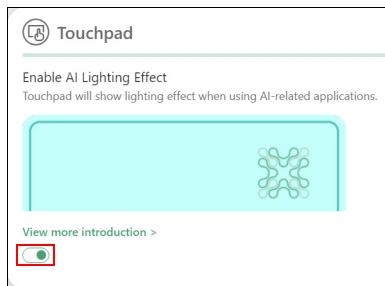 Touchpad
Enable AI Lighting Effect
Touchpad will show lighting effect when using AI-related applications.
View more introduction >